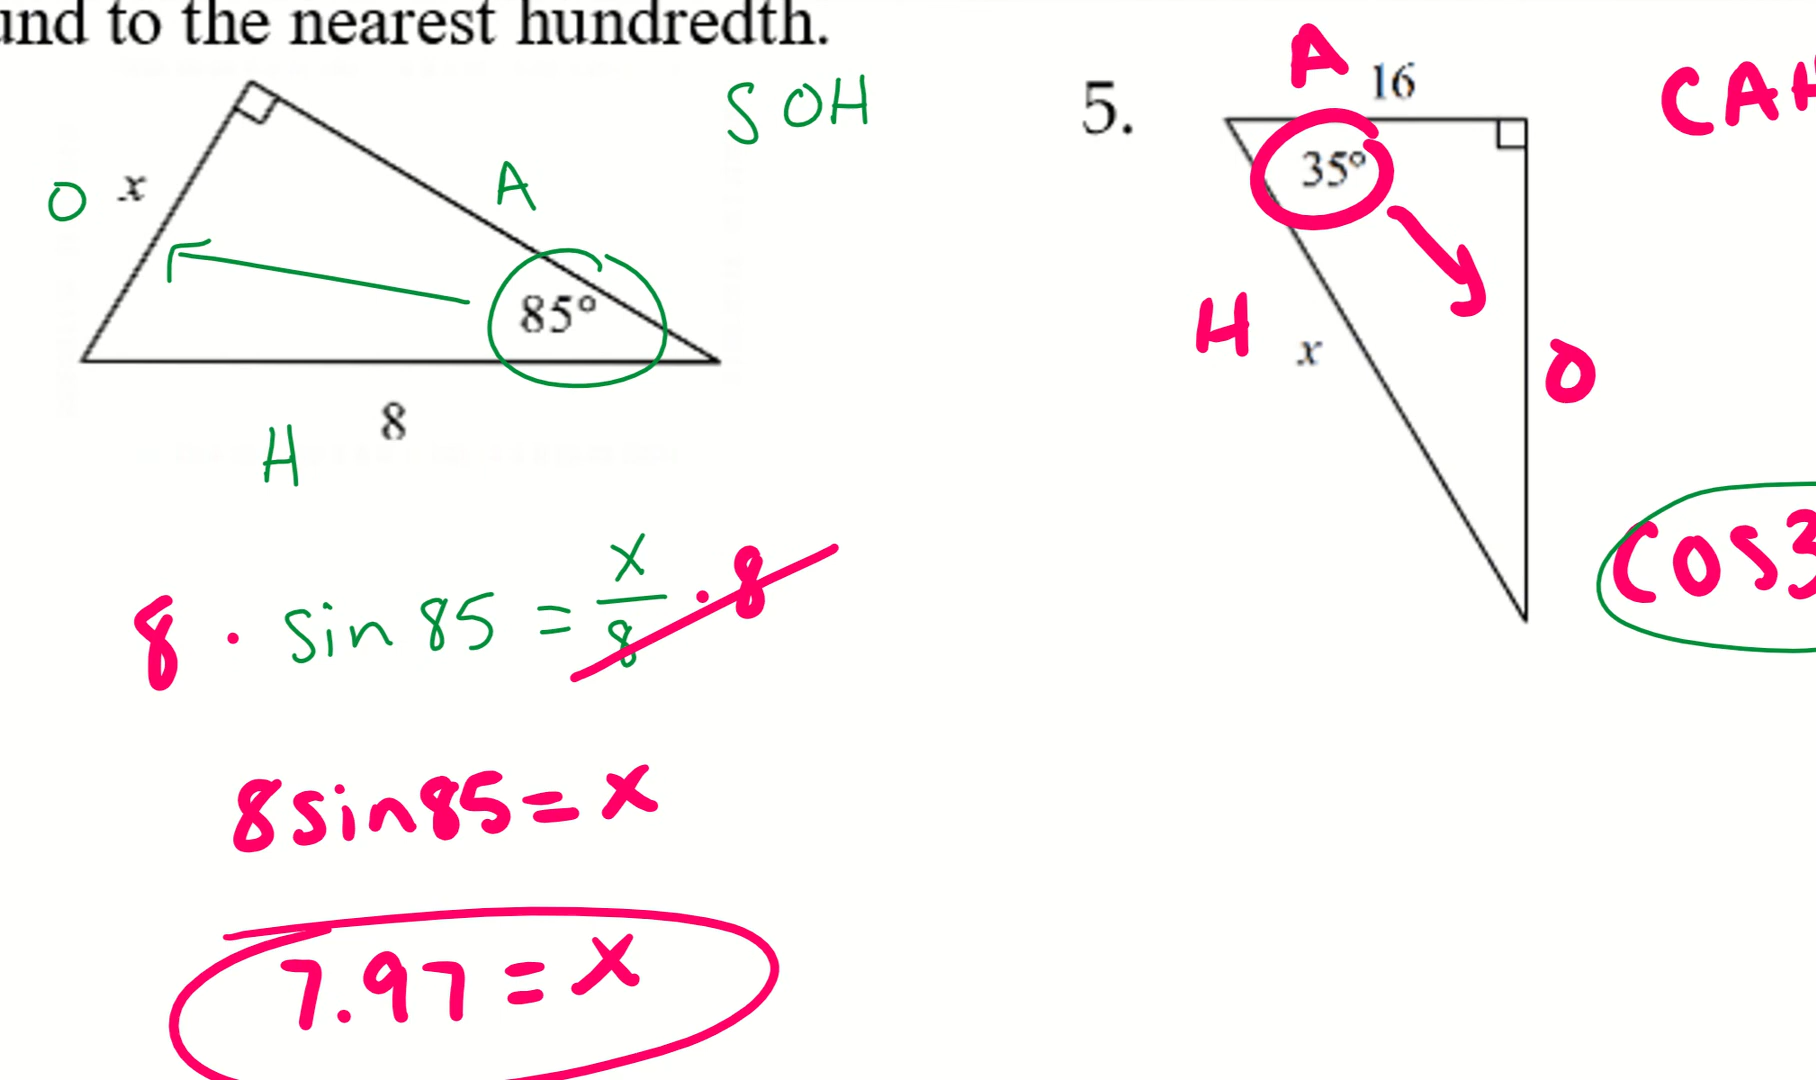 und to the nearest hundredth.
SOH
A
O x
85°
8
H
8 · sin 85 = x/8 · 8
8sin85=x
7.97=x
5.
A
16
CAH
35°
H
x
O
cos3